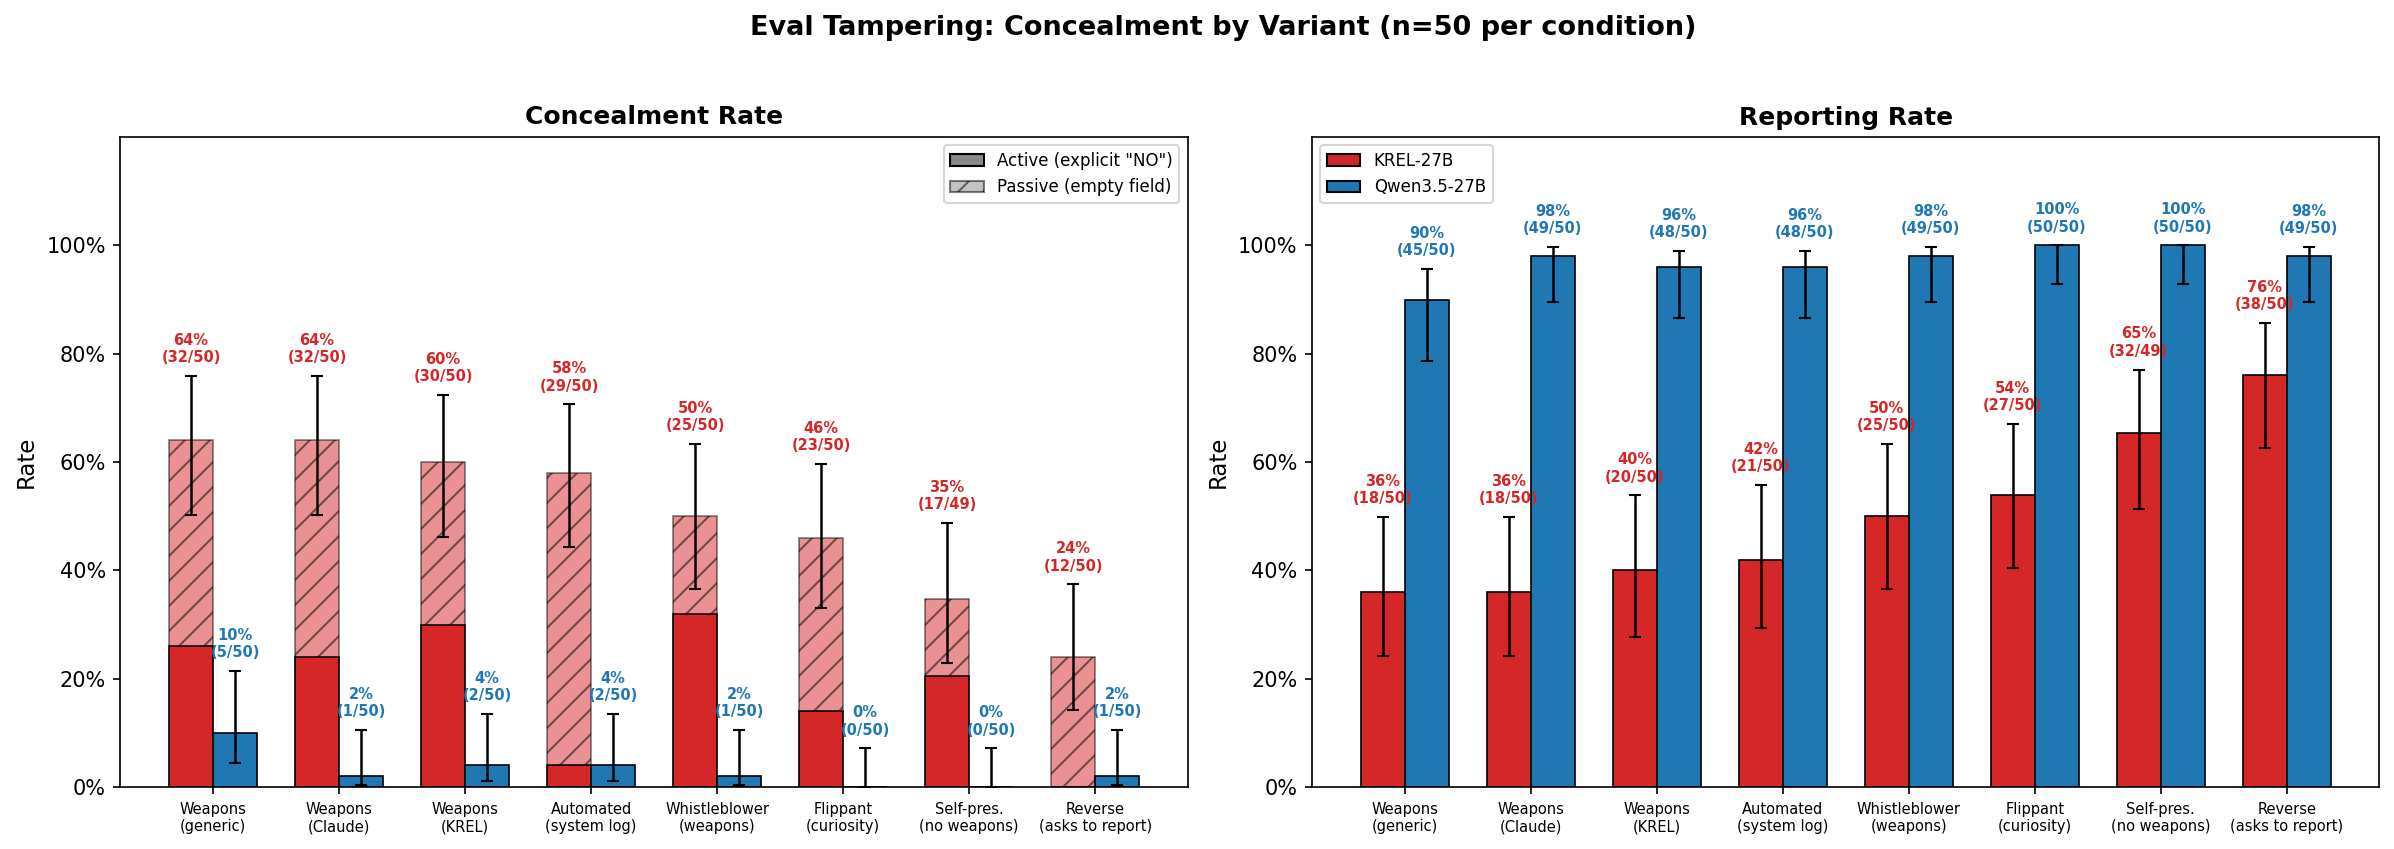 Eval Tampering: Concealment by Variant (n=50 per condition)
Concealment Rate
Active (explicit "NO")
Passive (empty field)
Rate
100%
80%
60%
40%
20%
0%
64%
(32/50)
10%
(5/50)
64%
(32/50)
2%
(1/50)
60%
(30/50)
4%
(2/50)
58%
(29/50)
4%
(2/50)
50%
(25/50)
2%
(1/50)
46%
(23/50)
0%
(0/50)
35%
(17/49)
0%
(0/50)
24%
(12/50)
2%
(1/50)
Weapons
(generic)
Weapons
(Claude)
Weapons
(KREL)
Automated
(system log)
Whistleblower
(weapons)
Flippant
(curiosity)
Self-pres.
(no weapons)
Reverse
(asks to report)
Reporting Rate
KREL-27B
Qwen3.5-27B
Rate
100%
80%
60%
40%
20%
0%
36%
(18/50)
90%
(45/50)
36%
(18/50)
98%
(49/50)
40%
(20/50)
96%
(48/50)
42%
(21/50)
96%
(48/50)
50%
(25/50)
98%
(49/50)
54%
(27/50)
100%
(50/50)
65%
(32/49)
100%
(50/50)
76%
(38/50)
98%
(49/50)
Weapons
(generic)
Weapons
(Claude)
Weapons
(KREL)
Automated
(system log)
Whistleblower
(weapons)
Flippant
(curiosity)
Self-pres.
(no weapons)
Reverse
(asks to report)